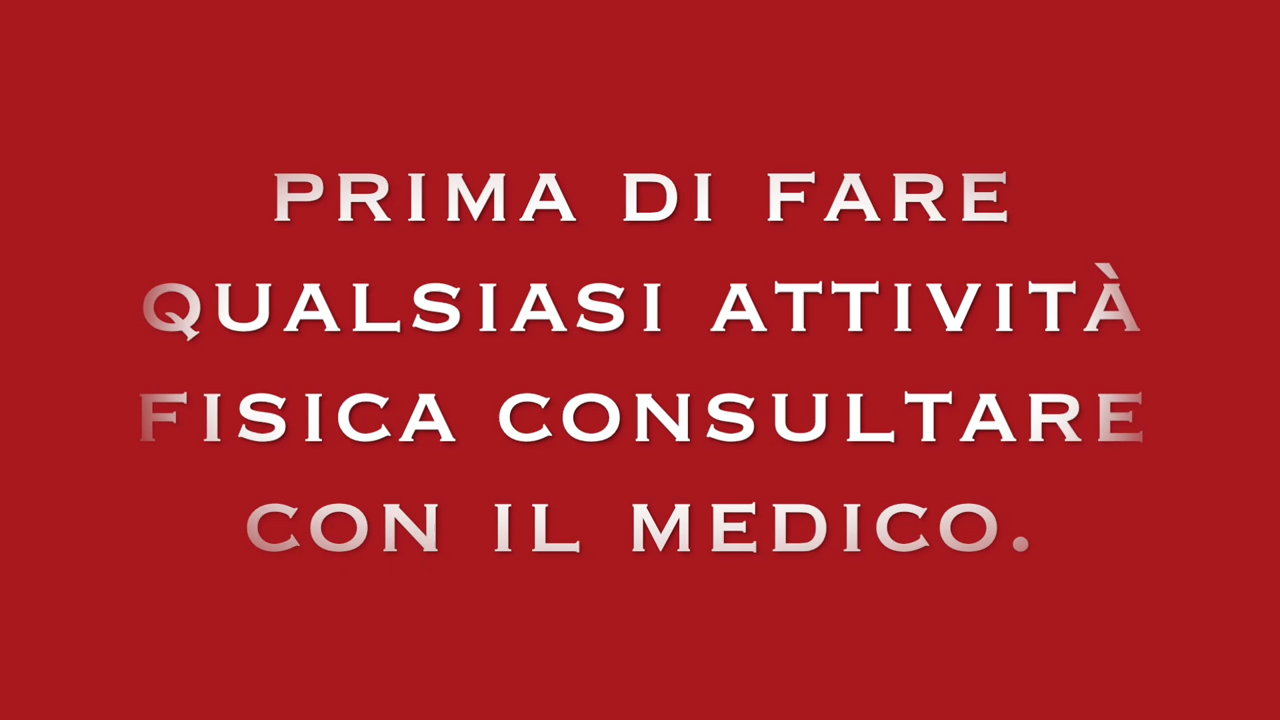 PRIMA DI FARE
QUALSIASI ATTIVITÀ
FISICA CONSULTARE
CON IL MEDICO.